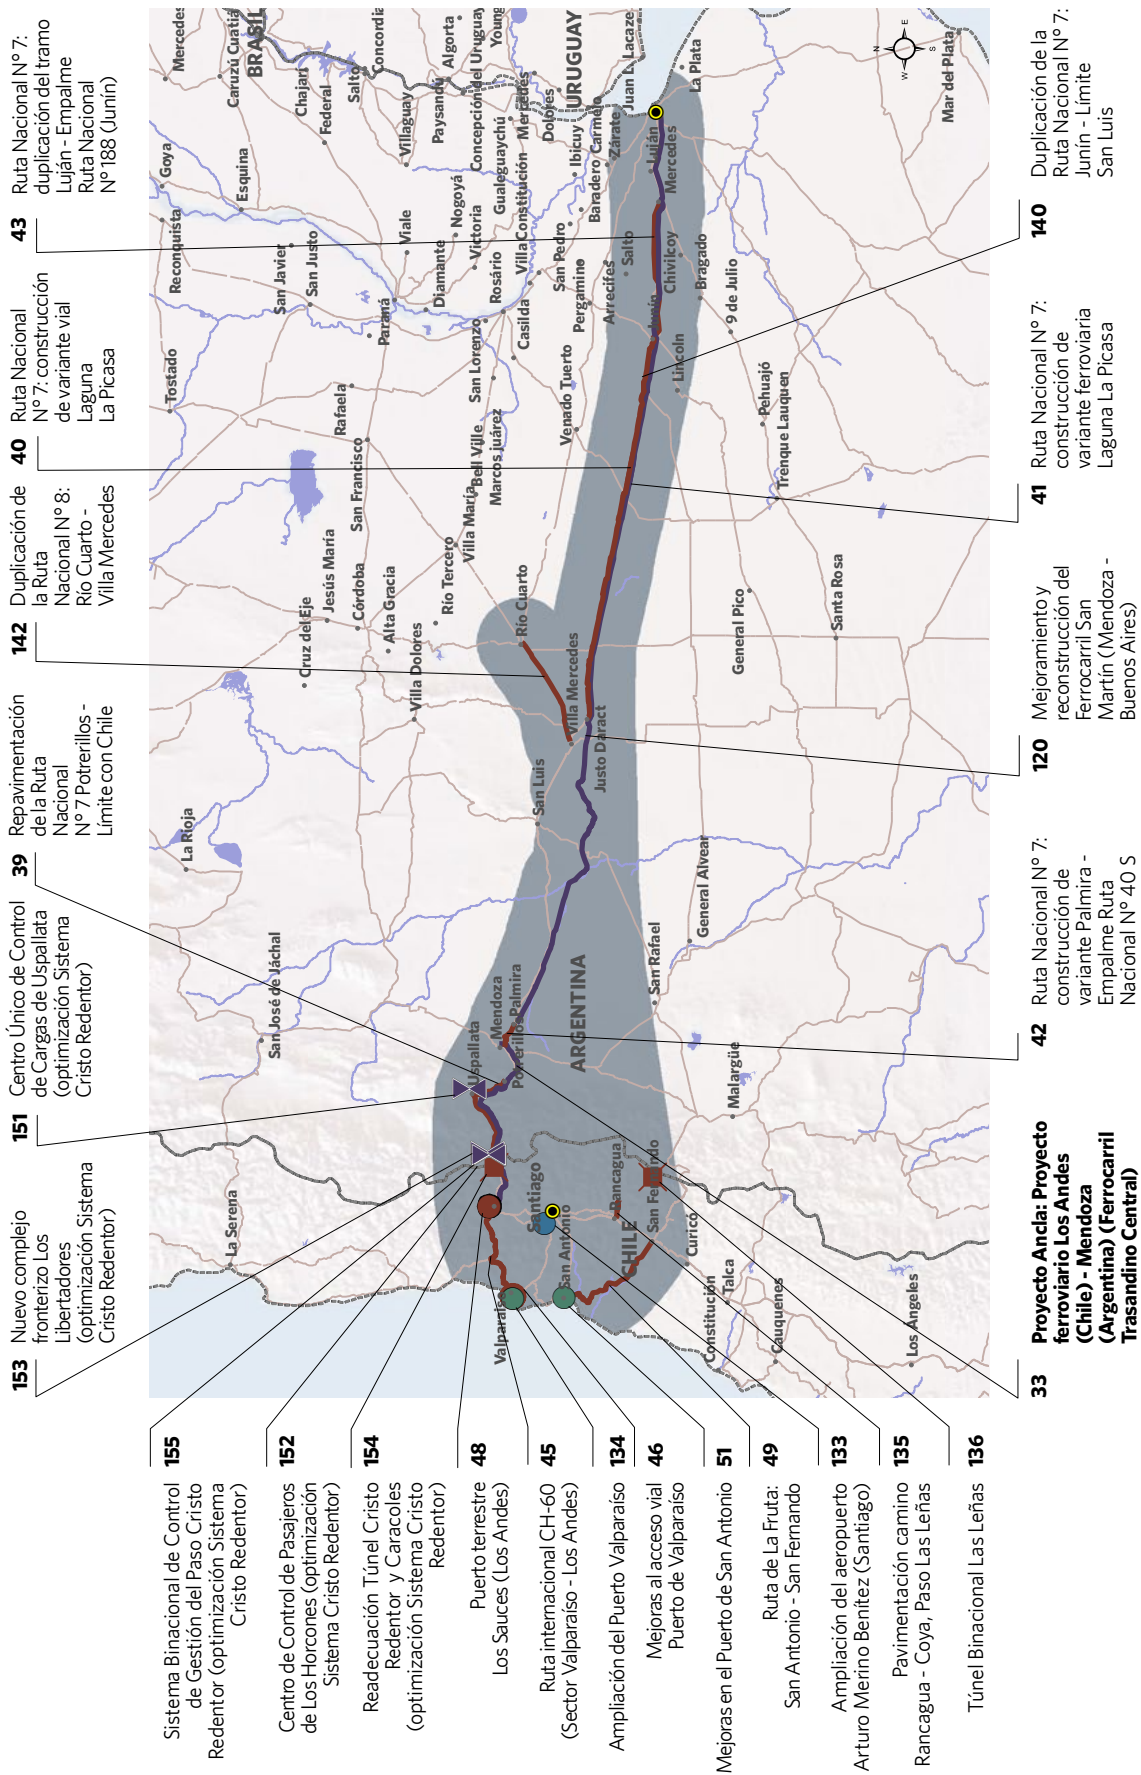 153
Nuevo complejo
fronterizo Los
Libertadores
(optimización Sistema
Cristo Redentor)
151
Centro Único de Control
de Cargas de Uspallata
(optimización Sistema
Cristo Redentor)
39
Repavimentación
de la Ruta
Nacional
N° 7 Potrerillos -
Límite con Chile
142
Duplicación de
la Ruta
Nacional N° 8:
Río Cuarto -
Villa Mercedes
40
Ruta Nacional
N° 7: construcción
de variante vial
Laguna
La Picasa
43
Ruta Nacional N° 7:
duplicación del tramo
Luján - Empalme
Ruta Nacional
N° 188 (Junín)
155
Sistema Binacional de Control
de Gestión del Paso Cristo
Redentor (optimización Sistema
Cristo Redentor)
152
Centro de Control de Pasajeros
de Los Horcones (optimización
Sistema Cristo Redentor)
154
Readecuación Túnel Cristo
Redentor y Caracoles
(optimización Sistema Cristo
Redentor)
48
Puerto terrestre
Los Sauces (Los Andes)
45
Ruta internacional CH-60
(Sector Valparaíso - Los Andes)
134
Ampliación del Puerto Valparaíso
46
Mejoras al acceso vial
Puerto de Valparaíso
51
Mejoras en el Puerto de San Antonio
49
Ruta de La Fruta:
San Antonio - San Fernando
133
Ampliación del aeropuerto
Arturo Merino Benítez (Santiago)
135
Pavimentación camino
Rancagua - Coya, Paso Las Leñas
136
Túnel Binacional Las Leñas
33
Proyecto Ancla: Proyecto
ferroviario Los Andes
(Chile) - Mendoza
(Argentina) (Ferrocarril
Trasandino Central)
42
Ruta Nacional N° 7:
construcción de
variante Palmira -
Empalme Ruta
Nacional N° 40 S
120
Mejoramiento y
reconstrucción del
Ferrocarril San
Martín (Mendoza -
Buenos Aires)
41
Ruta Nacional N° 7:
construcción de
variante ferroviaria
Laguna La Picasa
140
Duplicación de la
Ruta Nacional N° 7:
Junín - Límite
San Luis
La Serena
San José de Jáchal
La Rioja
Cruz del Eje
Jesús María
Córdoba
Alta Gracia
Villa Dolores
Río Tercero
Villa María
Bell Ville
Marcos juárez
San Francisco
Rafaela
Tostado
Reconquista
Goya
Esquina
San Javier
San Justo
Paraná
Viale
Diamante
Nogoyá
Victoria
San Lorenzo
Rosário
Casilda
Villa Constitución
San Pedro
Pergamino
Arrecifes
Salto
Venado Tuerto
Baradero
Ibicuy
Carmelo
Zárate
Gualeguaychú
Concepción del Uruguay
Mercedes
Dolores
Villaguay
Paysandú
Algorta
Young
Federal
Chajarí
Salto
Concordia
Curuzú Cuatiá
Mercedes
BRASIL
URUGUAY
Juan L. Lacaze
La Plata
Mar del Plata
Luján
Mercedes
Chivilcoy
Bragado
9 de Julio
Junín
Lincoln
Pehuajó
Trenque Lauquen
General Pico
Santa Rosa
Río Cuarto
Villa Mercedes
Justo Daract
San Luis
General Alvear
San Rafael
Malargüe
ARGENTINA
Mendoza
Palmira
Potrerillos
Uspallata
Valparaíso
Santiago
San Antonio
Rancagua
CHILE
Curicó
Constitución
Talca
Cauquenes
Los Angeles
N
E
S
W